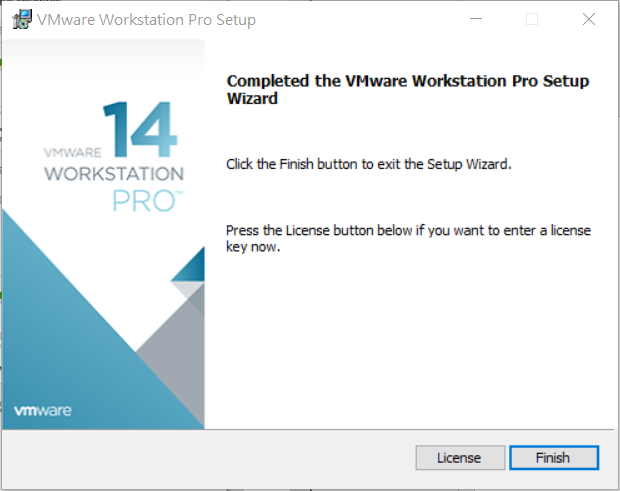 VMware Workstation Pro Setup
Completed the VMware Workstation Pro Setup
Wizard
14
VMWARE
WORKSTATION
PRO™
Click the Finish button to exit the Setup Wizard.
Press the License button below if you want to enter a license
key now.
vmware
License
Finish